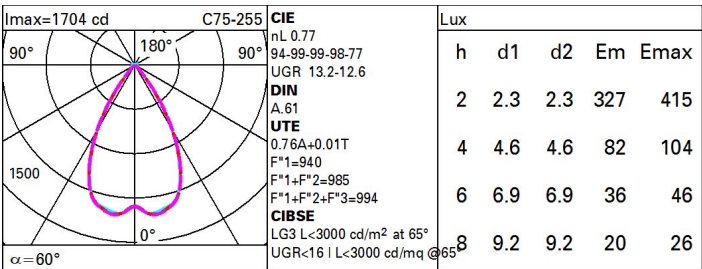 Imax=1704 cd C75-255
90° 180° 90°
1500
0°
α=60°
CIE
nL 0.77
94-99-99-98-77
UGR 13.2-12.6
DIN
A.61
UTE
0.76A+0.01T
F"1=940
F"1+F"2=985
F"1+F"2+F"3=994
CIBSE
LG3 L<3000 cd/m² at 65°
UGR<16 | L<3000 cd/mq @65°
Lux
h d1 d2 Em Emax
2 2.3 2.3 327 415
4 4.6 4.6 82 104
6 6.9 6.9 36 46
8 9.2 9.2 20 26